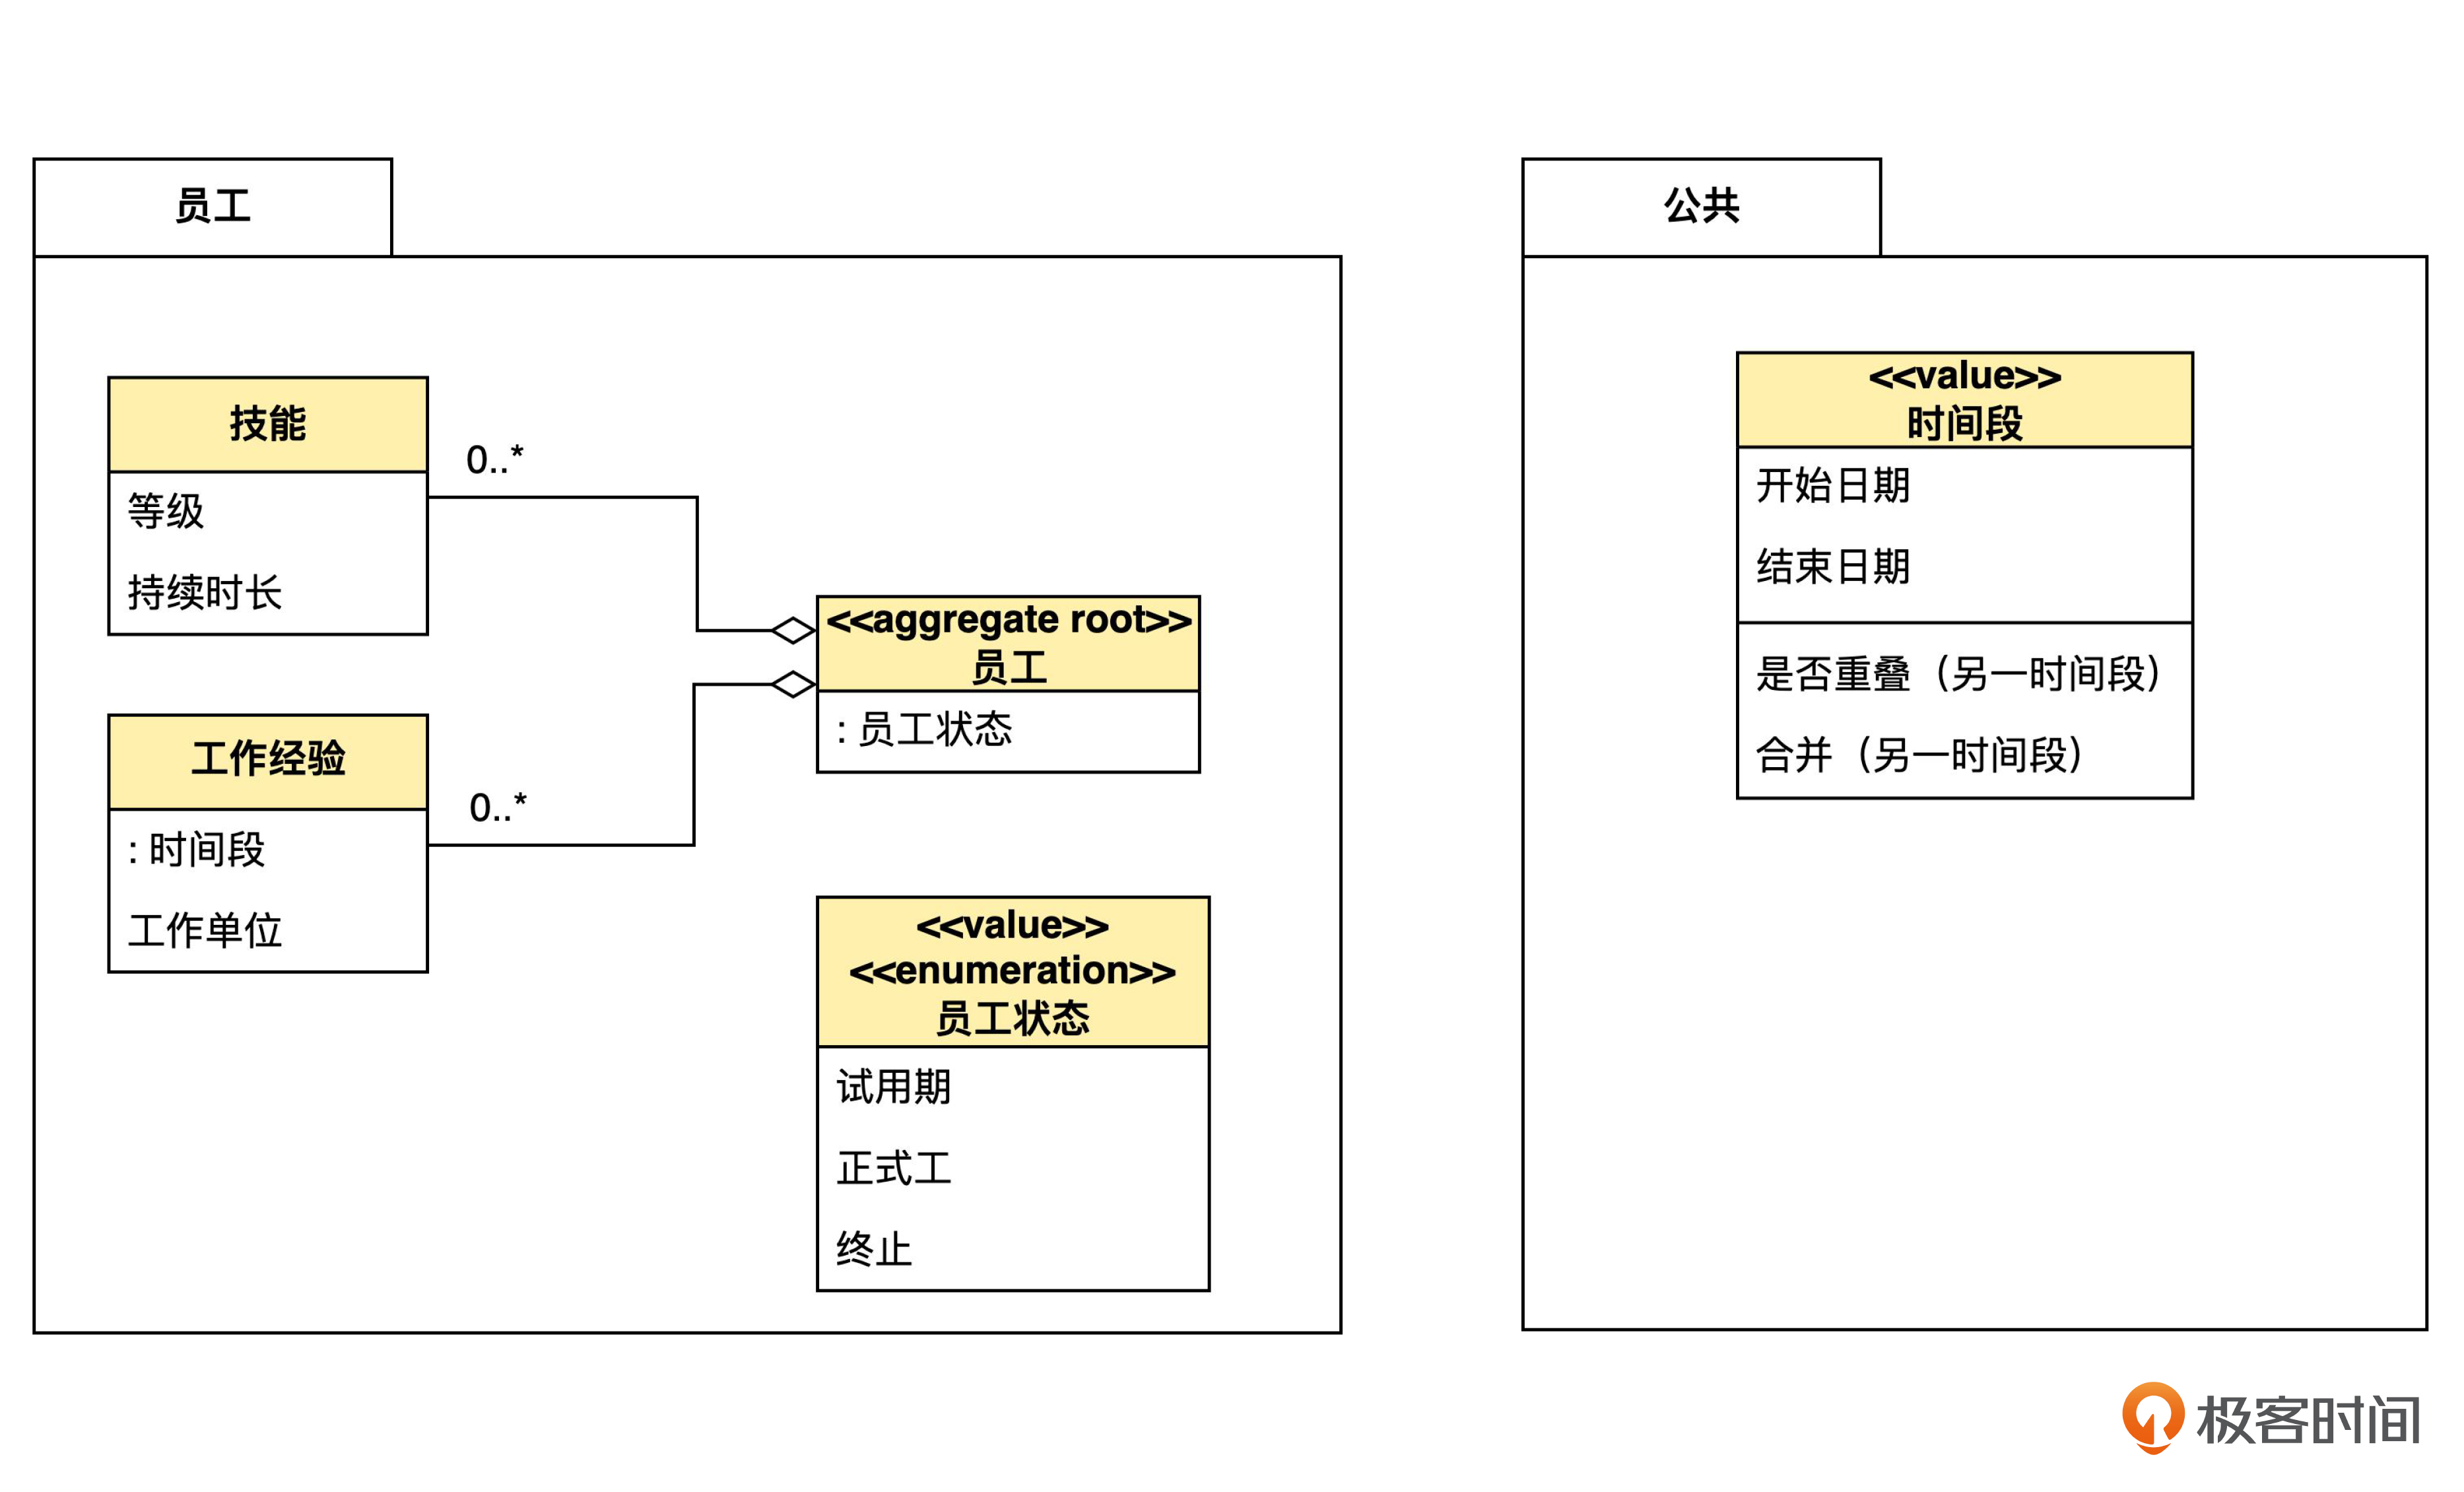 员工
技能
等级
持续时长
0..*
工作经验
: 时间段
工作单位
0..*
<<aggregate root>>
员工
: 员工状态
<<value>>
<<enumeration>>
员工状态
试用期
正式工
终止
公共
<<value>>
时间段
开始日期
结束日期
是否重叠（另一时间段）
合并（另一时间段）
极客时间